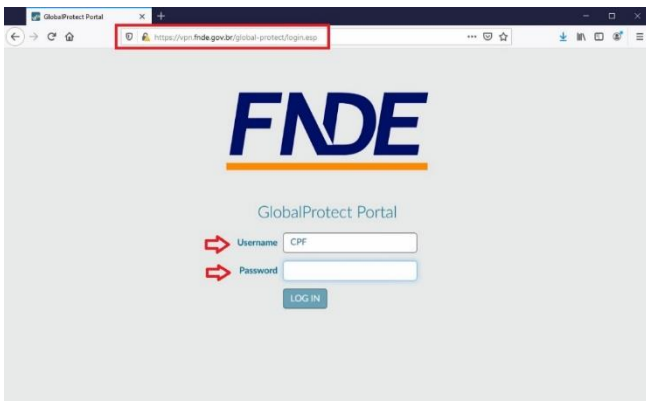 GlobalProtect Portal
https://vpn.fnde.gov.br/global-protect/login.esp
FNDE
GlobalProtect Portal
Username CPF
Password
LOG IN